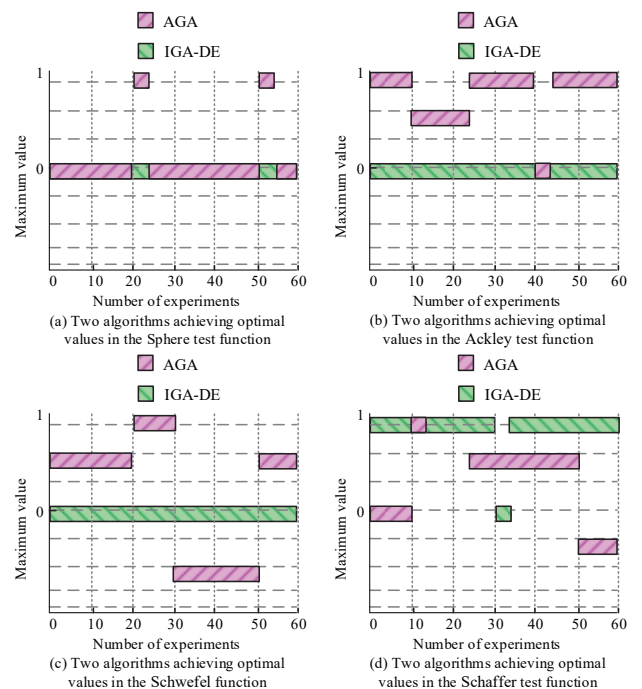 AGA
IGA-DE
1
0
Maximum value
0 10 20 30 40 50 60
Number of experiments
(a) Two algorithms achieving optimal
values in the Sphere test function
AGA
IGA-DE
1
0
Maximum value
0 10 20 30 40 50 60
Number of experiments
(b) Two algorithms achieving optimal
values in the Ackley test function
AGA
IGA-DE
1
0
Maximum value
0 10 20 30 40 50 60
Number of experiments
(c) Two algorithms achieving optimal
values in the Schwefel function
AGA
IGA-DE
1
0
Maximum value
0 10 20 30 40 50 60
Number of experiments
(d) Two algorithms achieving optimal
values in the Schaffer test function